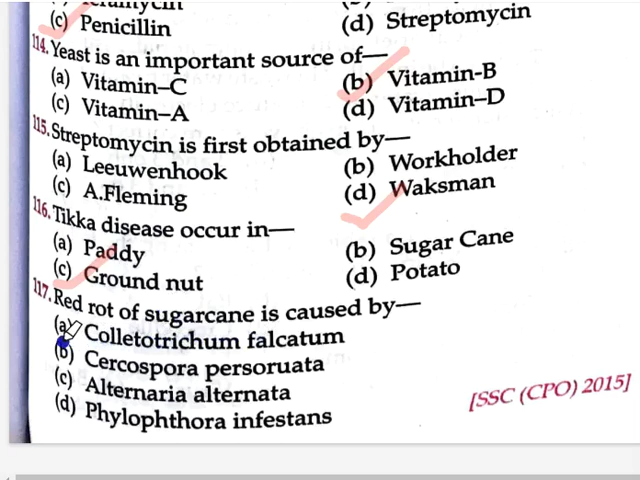 (c) Penicillin (d) Streptomycin
114. Yeast is an important source of—
(a) Vitamin–C (b) Vitamin-B
(c) Vitamin–A (d) Vitamin–D
115. Streptomycin is first obtained by—
(a) Leeuwenhook (b) Workholder
(c) A.Fleming (d) Waksman
116. Tikka disease occur in—
(a) Paddy (b) Sugar Cane
(c) Ground nut (d) Potato
117. Red rot of sugarcane is caused by—
(a) Colletotrichum falcatum
(b) Cercospora persoruata
(c) Alternaria alternata
(d) Phylophthora infestans
[SSC (CPO) 2015]